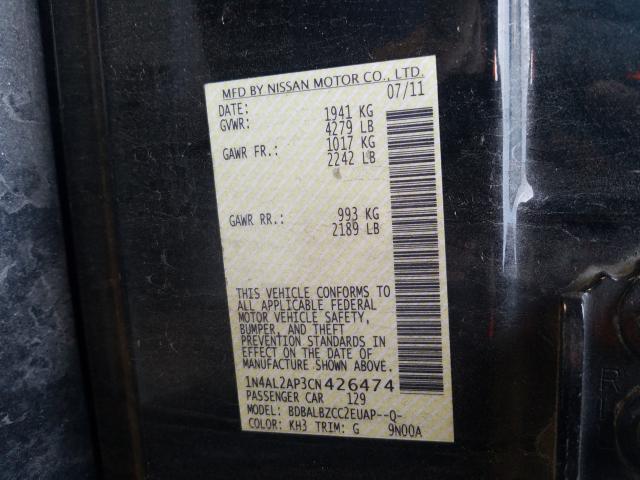 MFD BY NISSAN MOTOR CO., LTD.
DATE: 07/11
GVWR: 1941 KG
4279 LB
GAWR FR.: 1017 KG
2242 LB
GAWR RR.: 993 KG
2189 LB
THIS VEHICLE CONFORMS TO
ALL APPLICABLE FEDERAL
MOTOR VEHICLE SAFETY,
BUMPER, AND THEFT
PREVENTION STANDARDS IN
EFFECT ON THE DATE OF
MANUFACTURE SHOWN ABOVE.
1N4AL2AP3CN426474
PASSENGER CAR 129
MODEL: BDBALBZCC2EUAP--Q-
COLOR: KH3 TRIM: G 9N00A